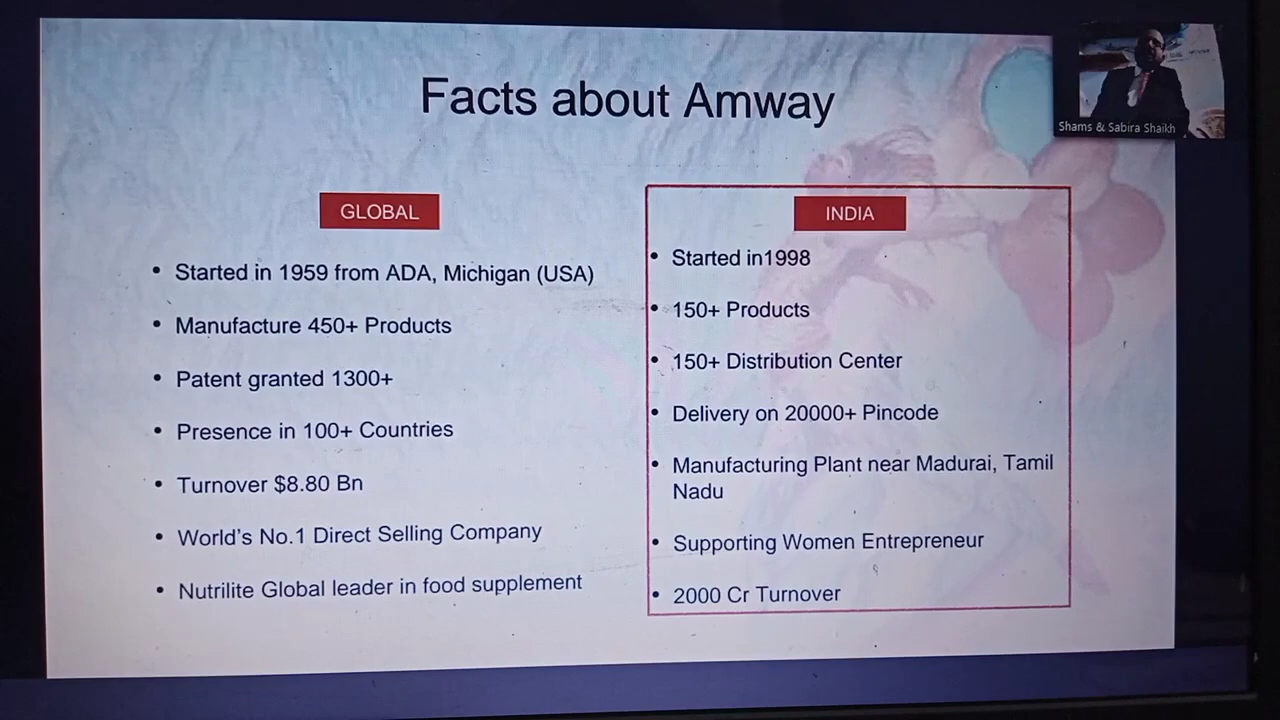 Facts about Amway
Shams & Sabira Shaikh
GLOBAL
• Started in 1959 from ADA, Michigan (USA)
• Manufacture 450+ Products
• Patent granted 1300+
• Presence in 100+ Countries
• Turnover $8.80 Bn
• World's No.1 Direct Selling Company
• Nutrilite Global leader in food supplement
INDIA
• Started in1998
• 150+ Products
• 150+ Distribution Center
• Delivery on 20000+ Pincode
• Manufacturing Plant near Madurai, Tamil
Nadu
• Supporting Women Entrepreneur
• 2000 Cr Turnover